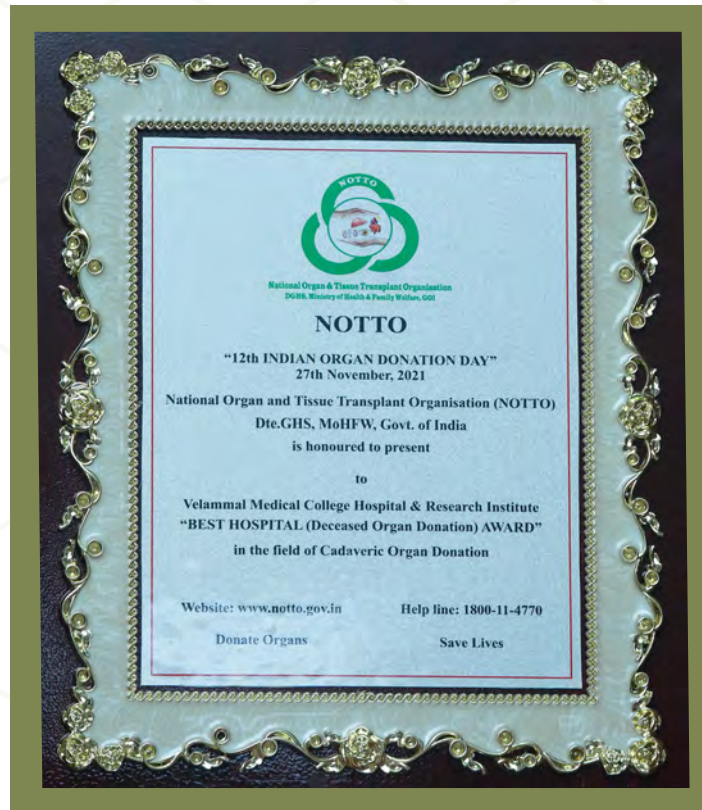 NOTTO
National Organ & Tissue Transplant Organisation
DGHS, Ministry of Health & Family Welfare, GOI
NOTTO
“12th INDIAN ORGAN DONATION DAY”
27th November, 2021
National Organ and Tissue Transplant Organisation (NOTTO)
Dte.GHS, MoHFW, Govt. of India
is honoured to present
to
Velammal Medical College Hospital & Research Institute
“BEST HOSPITAL (Deceased Organ Donation) AWARD”
in the field of Cadaveric Organ Donation
Website: www.notto.gov.in Help line: 1800-11-4770
Donate Organs Save Lives